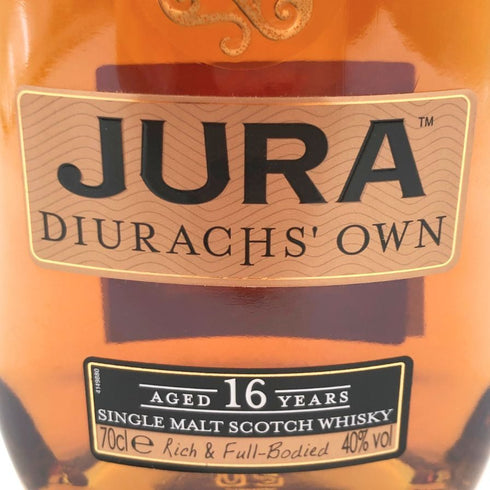 JURA™
DIURACHS' OWN
AGED 16 YEARS
SINGLE MALT SCOTCH WHISKY
70cl e Rich & Full-Bodied 40% vol